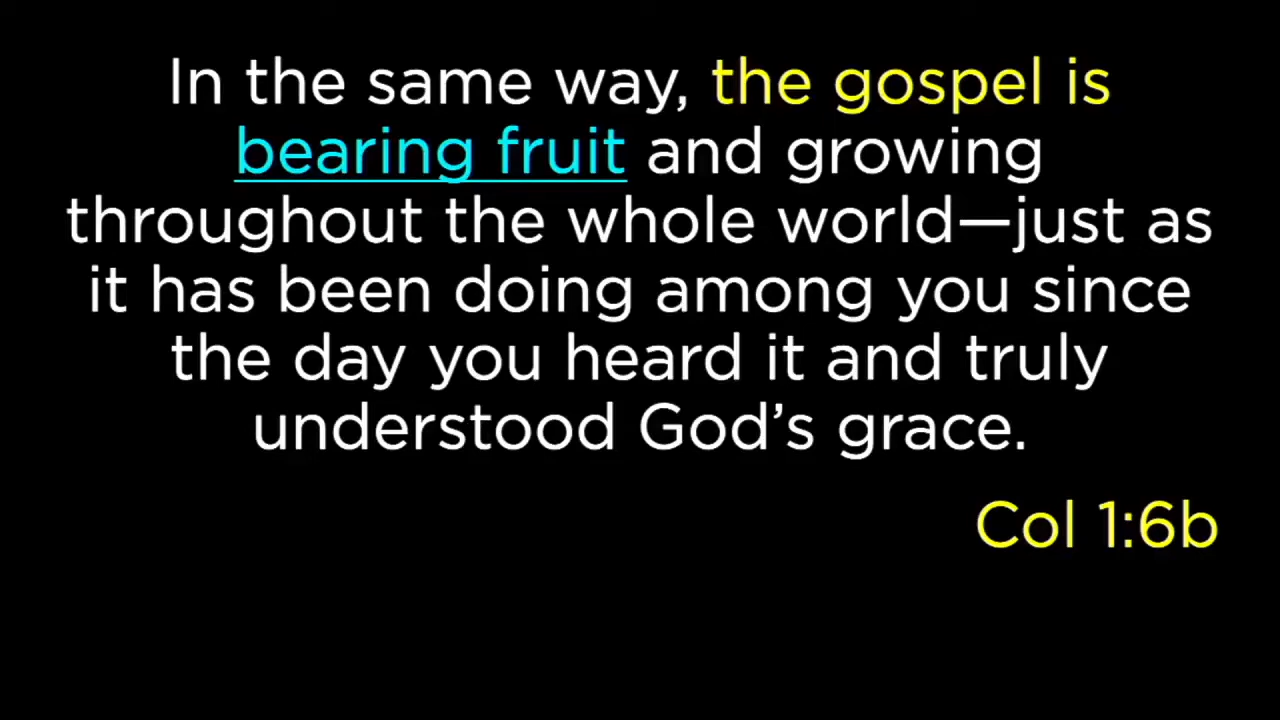 In the same way, the gospel is
bearing fruit and growing
throughout the whole world—just as
it has been doing among you since
the day you heard it and truly
understood God’s grace.
Col 1:6b